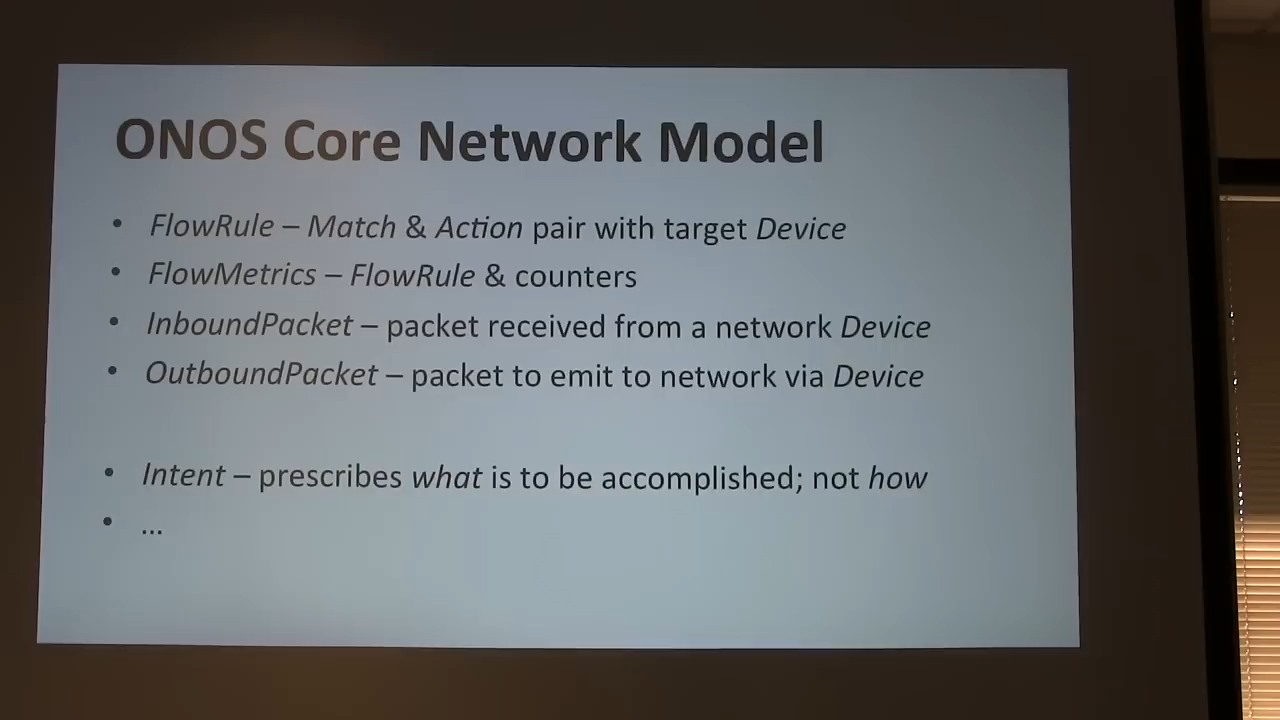 ONOS Core Network Model
• FlowRule – Match & Action pair with target Device
• FlowMetrics – FlowRule & counters
• InboundPacket – packet received from a network Device
• OutboundPacket – packet to emit to network via Device
• Intent – prescribes what is to be accomplished; not how
• ...